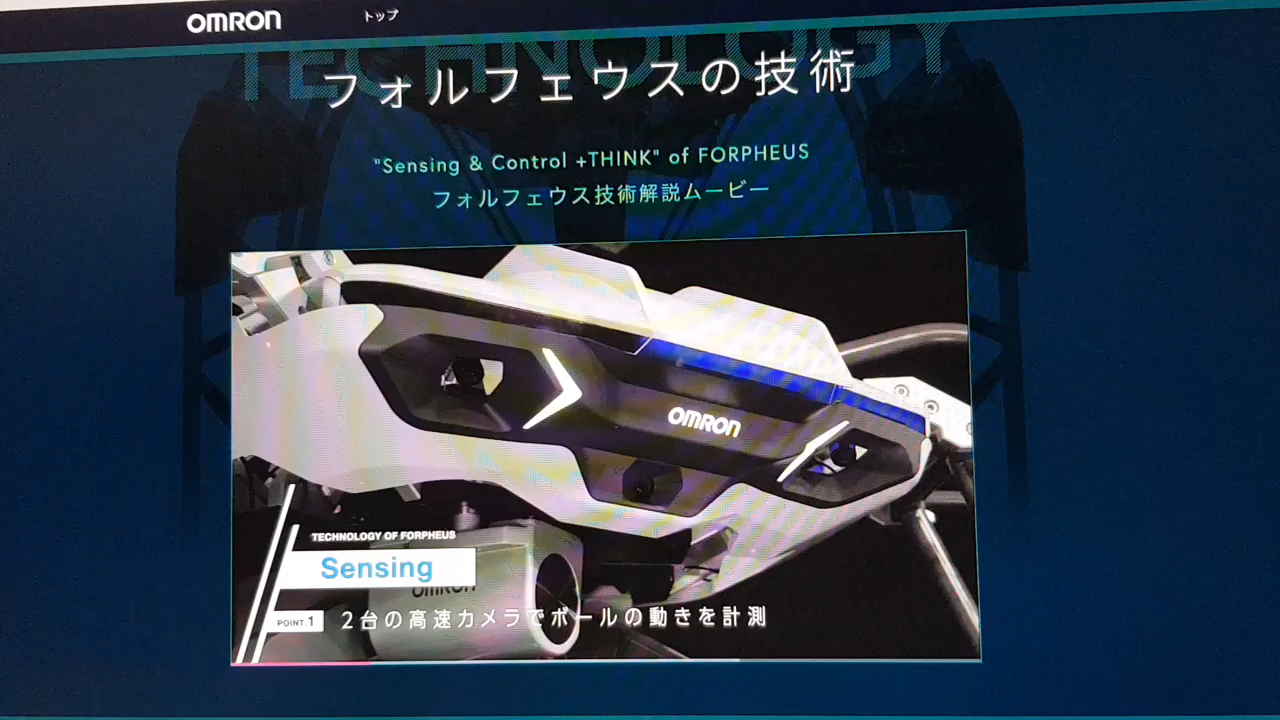 OMRON
トップ
TECHNOLOGY
フォルフェウスの技術
"Sensing & Control +THINK" of FORPHEUS
フォルフェウス技術解説ムービー
OMRON
TECHNOLOGY OF FORPHEUS
Sensing
OMRON
POINT.1
2台の高速カメラでボールの動きを計測